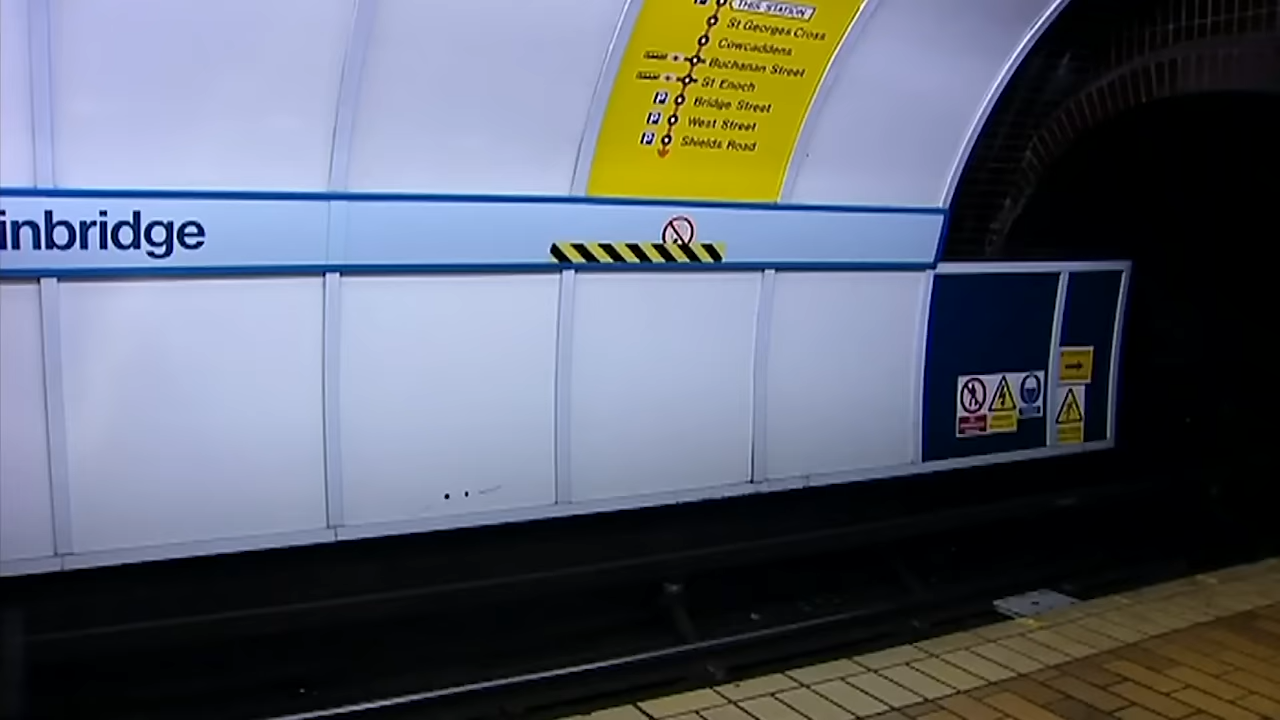 THIS STATION
St Georges Cross
Cowcaddens
Buchanan Street
St Enoch
P Bridge Street
P West Street
P Shields Road
inbridge